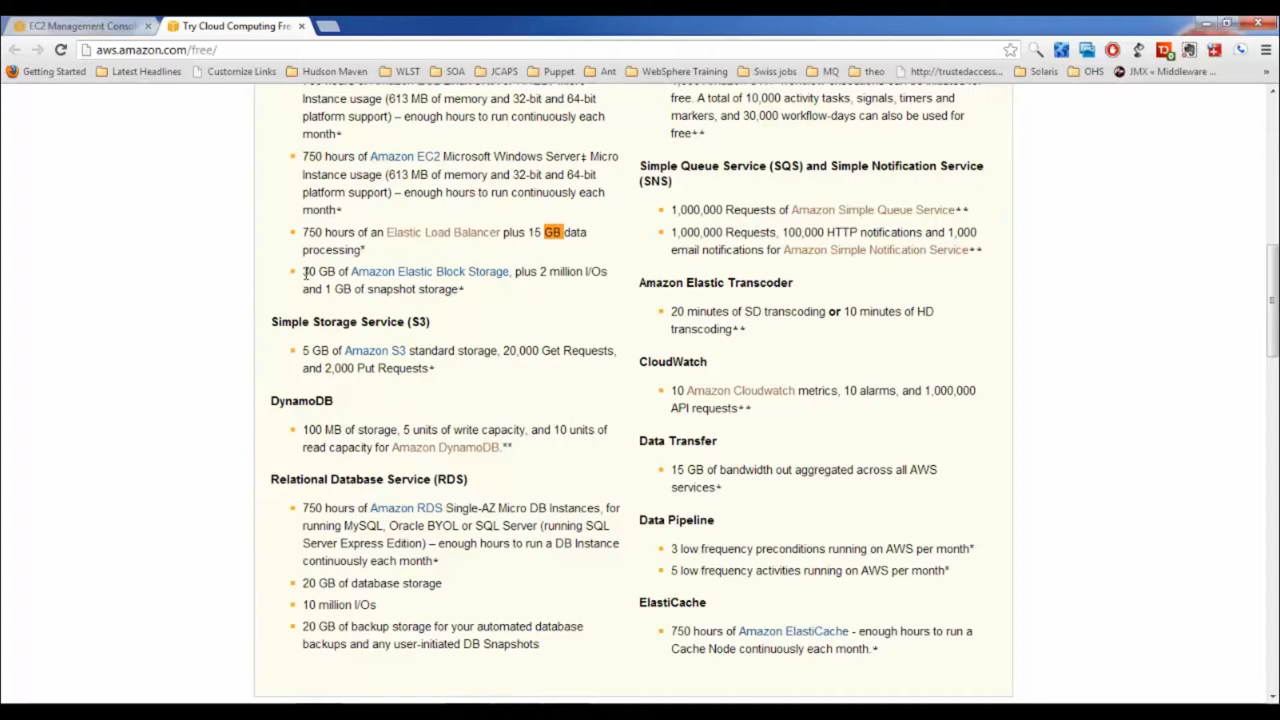 EC2 Management Consol
Try Cloud Computing Fre
aws.amazon.com/free/
Getting Started
Latest Headlines
Customize Links
Hudson Maven
WLST
SOA
JCAPS
Puppet
Ant
WebSphere Training
Swiss jobs
MQ
theo
http://trustedaccess...
Solaris
OHS
JMX « Middleware ...
Instance usage (613 MB of memory and 32-bit and 64-bit
platform support) – enough hours to run continuously each
month*
750 hours of Amazon EC2 Microsoft Windows Server‡ Micro
Instance usage (613 MB of memory and 32-bit and 64-bit
platform support) – enough hours to run continuously each
month*
750 hours of an Elastic Load Balancer plus 15 GB data
processing*
30 GB of Amazon Elastic Block Storage, plus 2 million I/Os
and 1 GB of snapshot storage*
Simple Storage Service (S3)
5 GB of Amazon S3 standard storage, 20,000 Get Requests,
and 2,000 Put Requests*
DynamoDB
100 MB of storage, 5 units of write capacity, and 10 units of
read capacity for Amazon DynamoDB.**
Relational Database Service (RDS)
750 hours of Amazon RDS Single-AZ Micro DB Instances, for
running MySQL, Oracle BYOL or SQL Server (running SQL
Server Express Edition) – enough hours to run a DB Instance
continuously each month*
20 GB of database storage
10 million I/Os
20 GB of backup storage for your automated database
backups and any user-initiated DB Snapshots
free. A total of 10,000 activity tasks, signals, timers and
markers, and 30,000 workflow-days can also be used for
free**
Simple Queue Service (SQS) and Simple Notification Service
(SNS)
1,000,000 Requests of Amazon Simple Queue Service**
1,000,000 Requests, 100,000 HTTP notifications and 1,000
email notifications for Amazon Simple Notification Service**
Amazon Elastic Transcoder
20 minutes of SD transcoding or 10 minutes of HD
transcoding**
CloudWatch
10 Amazon Cloudwatch metrics, 10 alarms, and 1,000,000
API requests**
Data Transfer
15 GB of bandwidth out aggregated across all AWS
services*
Data Pipeline
3 low frequency preconditions running on AWS per month*
5 low frequency activities running on AWS per month*
ElastiCache
750 hours of Amazon ElastiCache - enough hours to run a
Cache Node continuously each month.*